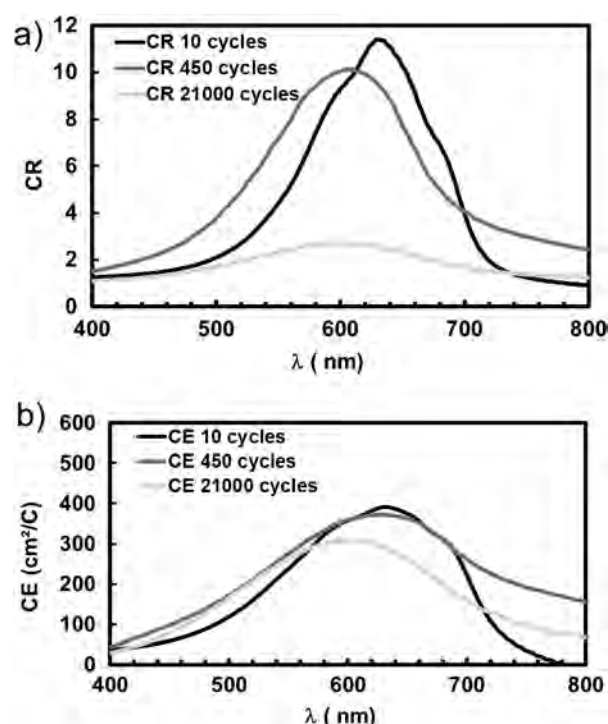 a)
12
CR 10 cycles
CR 450 cycles
10
CR 21000 cycles
8
CR
6
4
2
0
400 500 600 700 800
λ ( nm)
b)
600
CE 10 cycles
500
CE 450 cycles
CE 21000 cycles
400
CE (cm²/C)
300
200
100
0
400 500 600 700 800
λ ( nm)